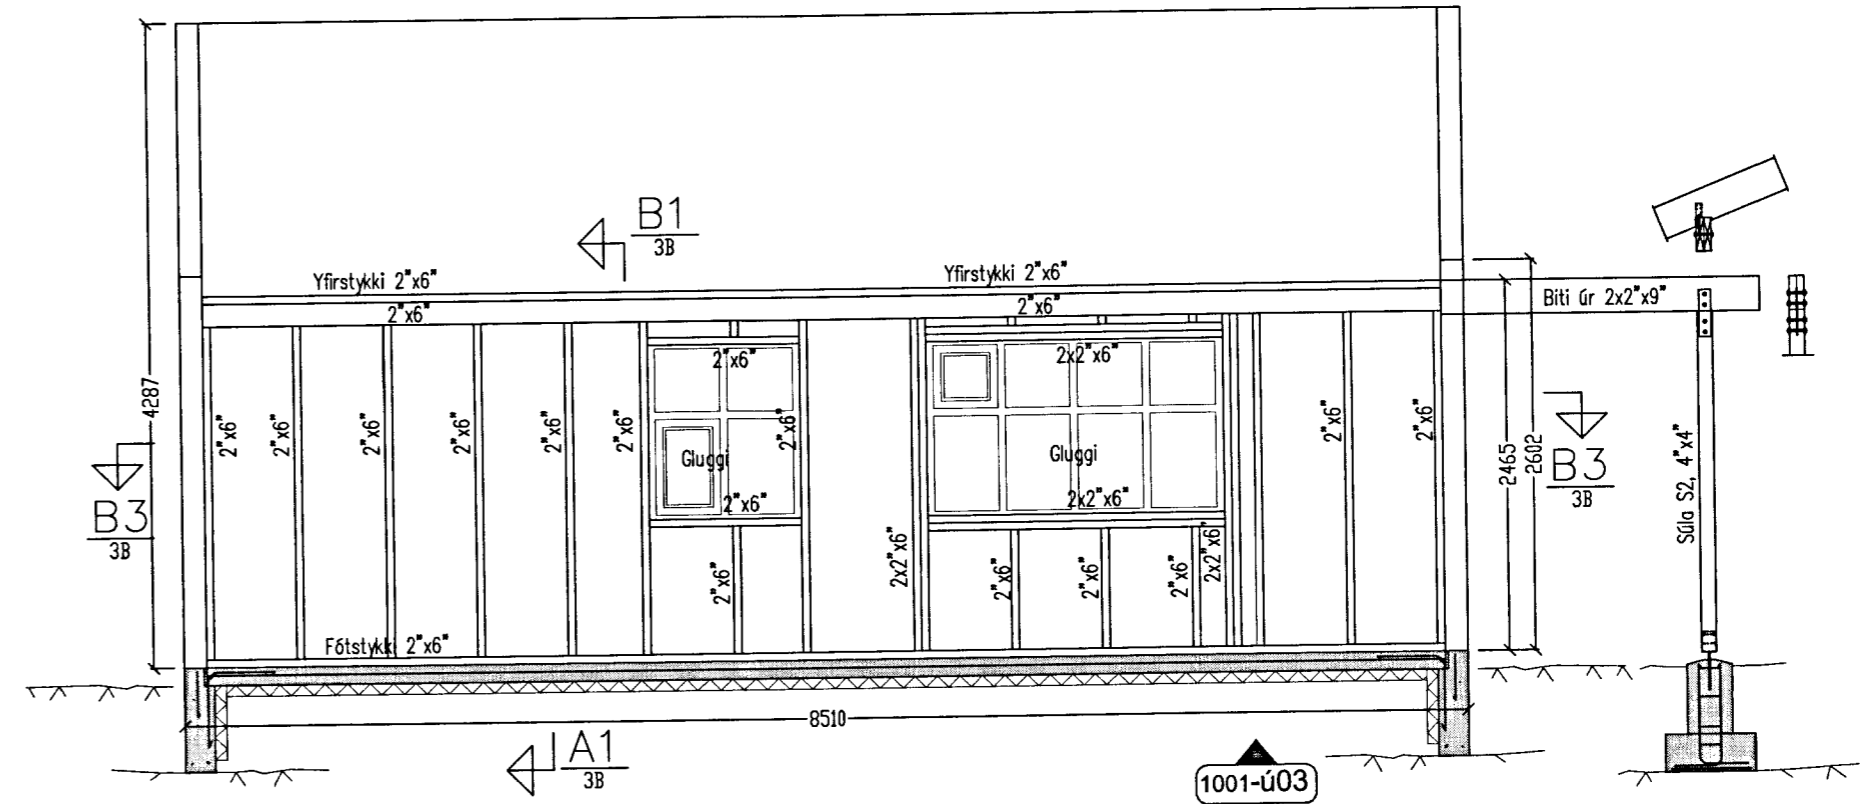 B1
3B
Yfirstykki 2"x6"
Yfirstykki 2"x6"
2"x6"
2"x6"
Biti úr 2x2"x9"
4287
2"x6"
2x2"x6"
2"x6"
2"x6"
2"x6"
2"x6"
2"x6"
2"x6"
2"x6"
2"x6"
2"x6"
Gluggi
Gluggi
2"x6"
2x2"x6"
2465
2602
B3
3B
B3
3B
Súla S2, 4"x4"
2"x6"
2x2"x6"
2"x6"
2"x6"
2"x6"
2x2"x6"
Fótstykki 2"x6"
8510
A1
3B
1001-ú03